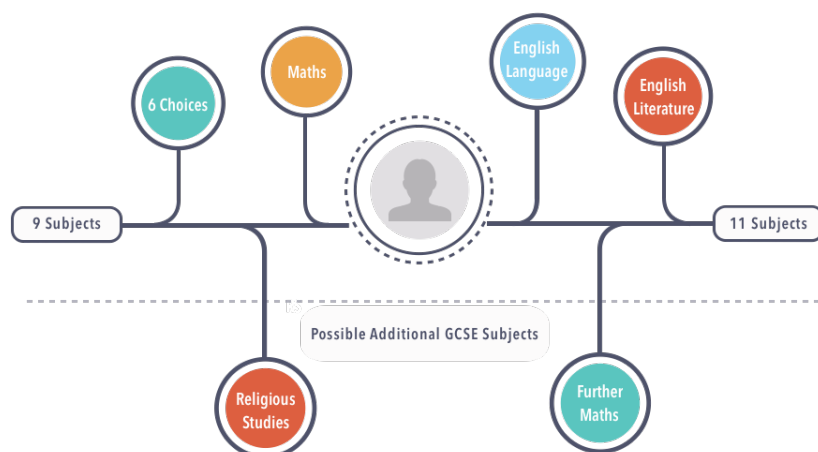 6 Choices
Maths
English
Language
English
Literature
9 Subjects
11 Subjects
Possible Additional GCSE Subjects
Religious
Studies
Further
Maths